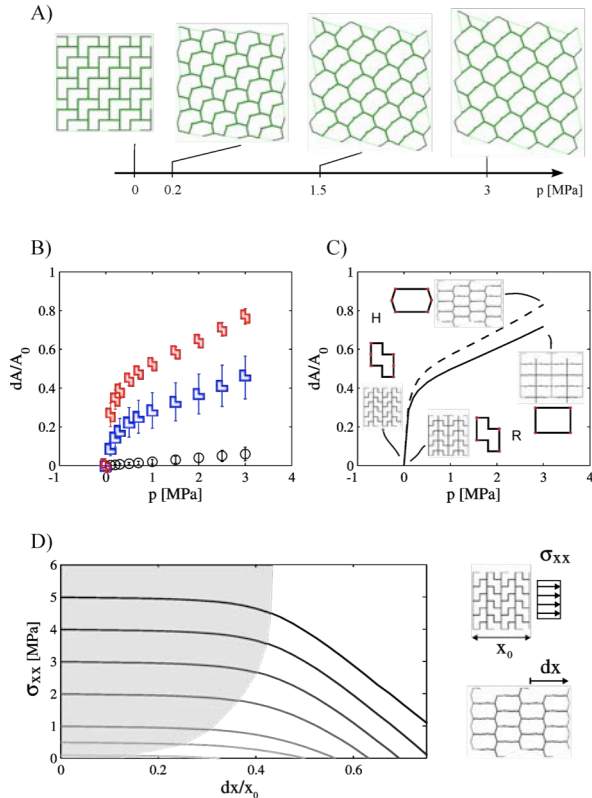 A)
0 0.2 1.5 3 p [MPa]
B)
dA/A0
1
0.8
0.6
0.4
0.2
0
-1 0 1 2 3 4
p [MPa]
C)
dA/A0
1
0.8
0.6
0.4
0.2
0
H
R
-1 0 1 2 3 4
p [MPa]
D)
σxx [MPa]
6
5
4
3
2
1
0
0 0.2 0.4 0.6
dx/x0
σxx
x0
dx